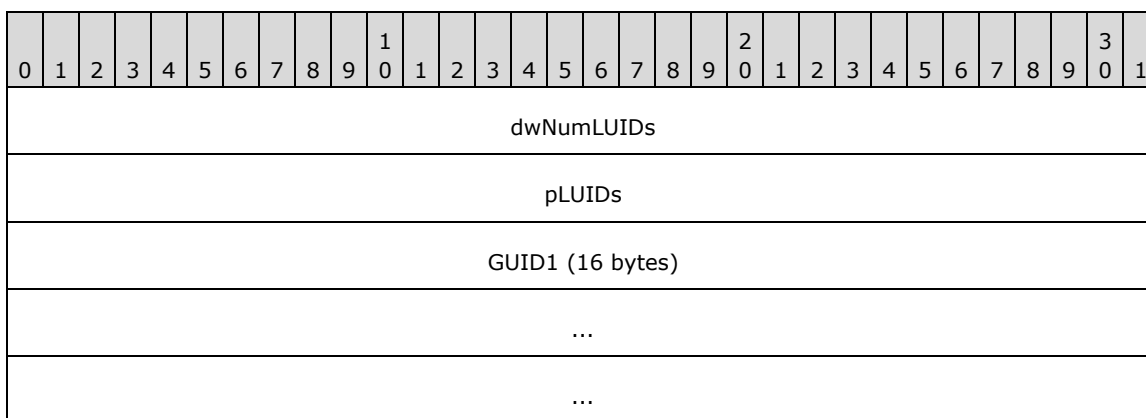 1 2 3
0 1 2 3 4 5 6 7 8 9 0 1 2 3 4 5 6 7 8 9 0 1 2 3 4 5 6 7 8 9 0 1
dwNumLUIDs
pLUIDs
GUID1 (16 bytes)
...
...